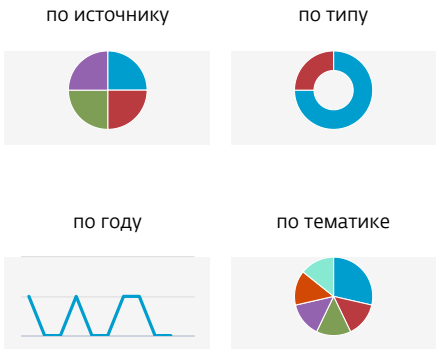 по источнику
по типу
по году
по тематике